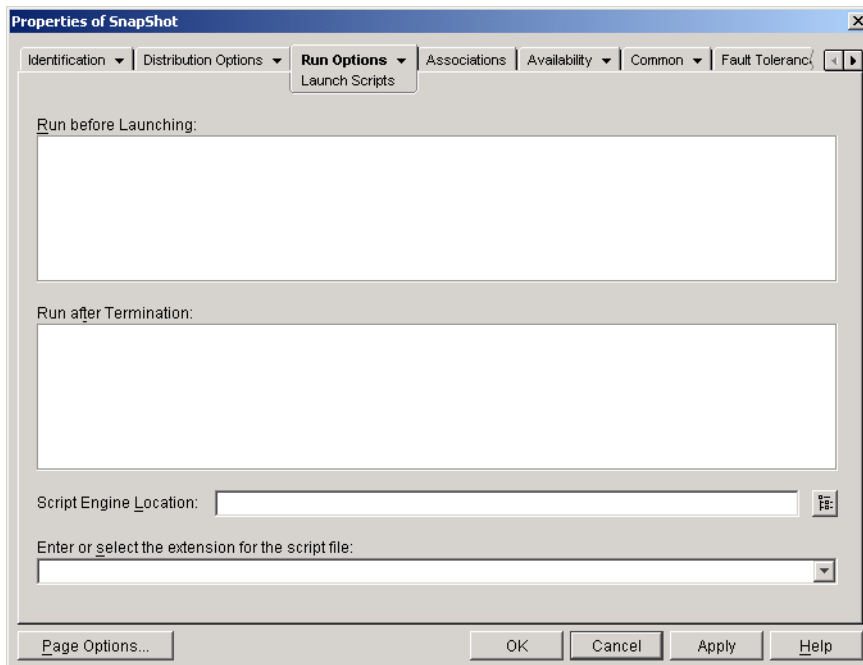 Properties of SnapShot
Identification Distribution Options Run Options Associations Availability Common Fault Toleranc
Launch Scripts
Run before Launching:
Run after Termination:
Script Engine Location:
Enter or select the extension for the script file:
Page Options... OK Cancel Apply Help